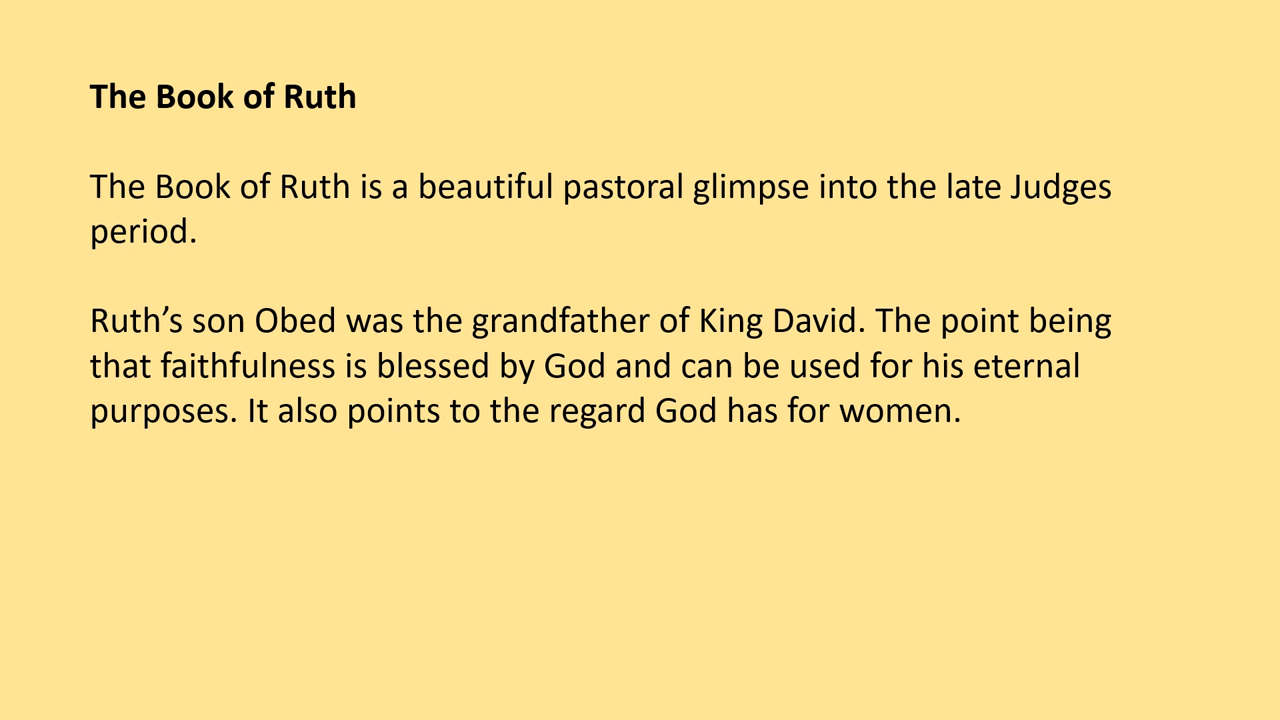 The Book of Ruth
The Book of Ruth is a beautiful pastoral glimpse into the late Judges
period.
Ruth’s son Obed was the grandfather of King David. The point being
that faithfulness is blessed by God and can be used for his eternal
purposes. It also points to the regard God has for women.